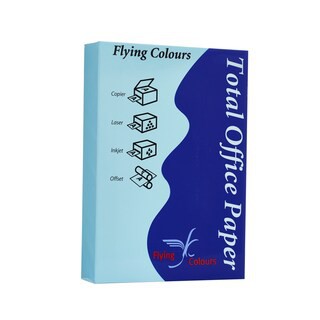 Flying Colours
Copier
Laser
Inkjet
Offset
Total Office Paper
Flying
Colours